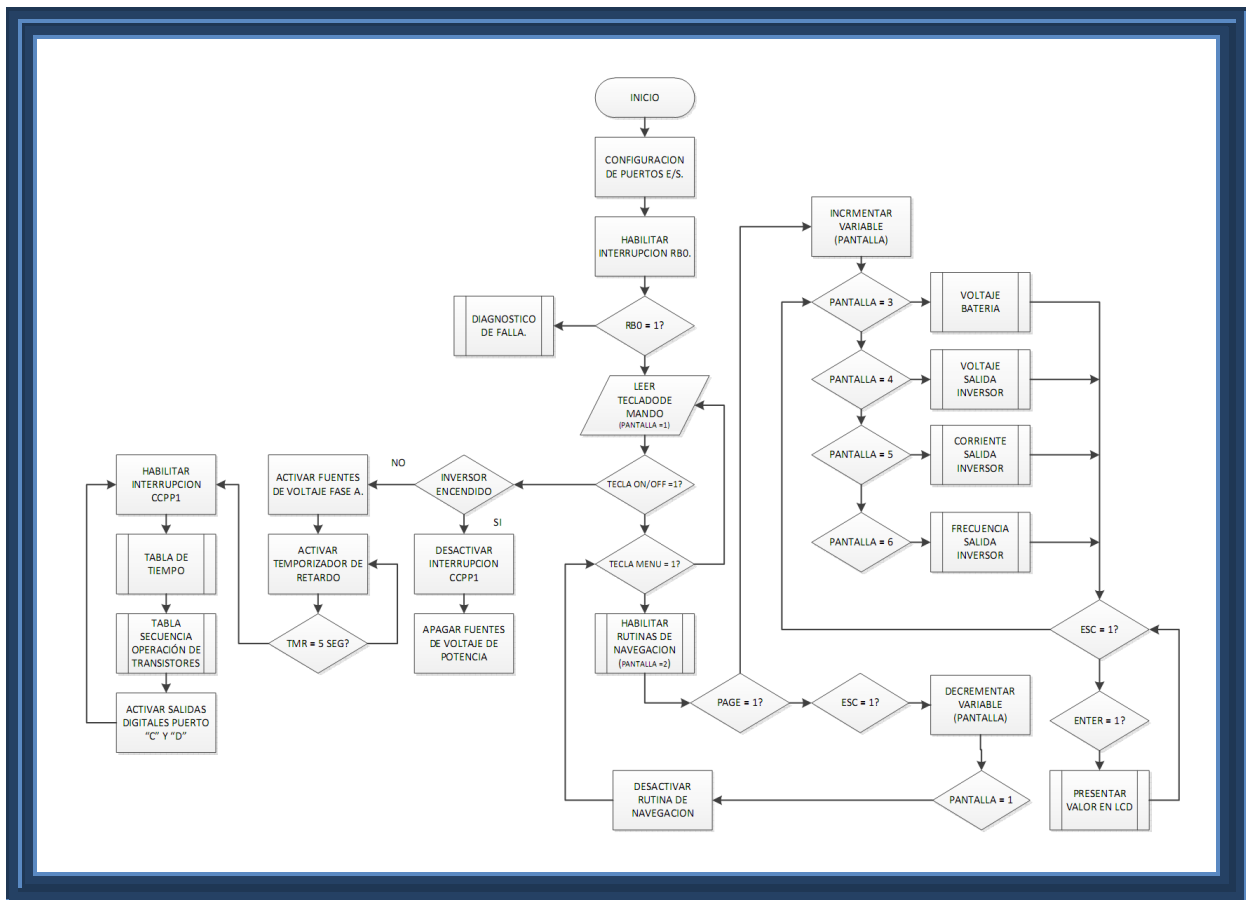 INICIO
CONFIGURACION
DE PUERTOS E/S.
HABILITAR
INTERRUPCION RB0.
RB0 = 1?
DIAGNOSTICO
DE FALLA.
LEER
TECLADODE
MANDO
(PANTALLA =1)
TECLA ON/OFF =1?
INVERSOR
ENCENDIDO
NO
SI
ACTIVAR FUENTES
DE VOLTAJE FASE A.
ACTIVAR
TEMPORIZADOR DE
RETARDO
TMR = 5 SEG?
HABILITAR
INTERRUPCION
CCPP1
TABLA DE
TIEMPO
TABLA
SECUENCIA
OPERACIÓN DE
TRANSISTORES
ACTIVAR SALIDAS
DIGITALES PUERTO
“C” Y “D”
DESACTIVAR
INTERRUPCION
CCPP1
APAGAR FUENTES
DE VOLTAJE DE
POTENCIA
TECLA MENU = 1?
HABILITAR
RUTINAS DE
NAVEGACION
(PANTALLA =2)
PAGE = 1?
ESC = 1?
DECREMENTAR
VARIABLE
(PANTALLA)
PANTALLA = 1
DESACTIVAR
RUTINA DE
NAVEGACION
INCRMENTAR
VARIABLE
(PANTALLA)
PANTALLA = 3
VOLTAJE
BATERIA
PANTALLA = 4
VOLTAJE
SALIDA
INVERSOR
PANTALLA = 5
CORRIENTE
SALIDA
INVERSOR
PANTALLA = 6
FRECUENCIA
SALIDA
INVERSOR
ESC = 1?
ENTER = 1?
PRESENTAR
VALOR EN LCD